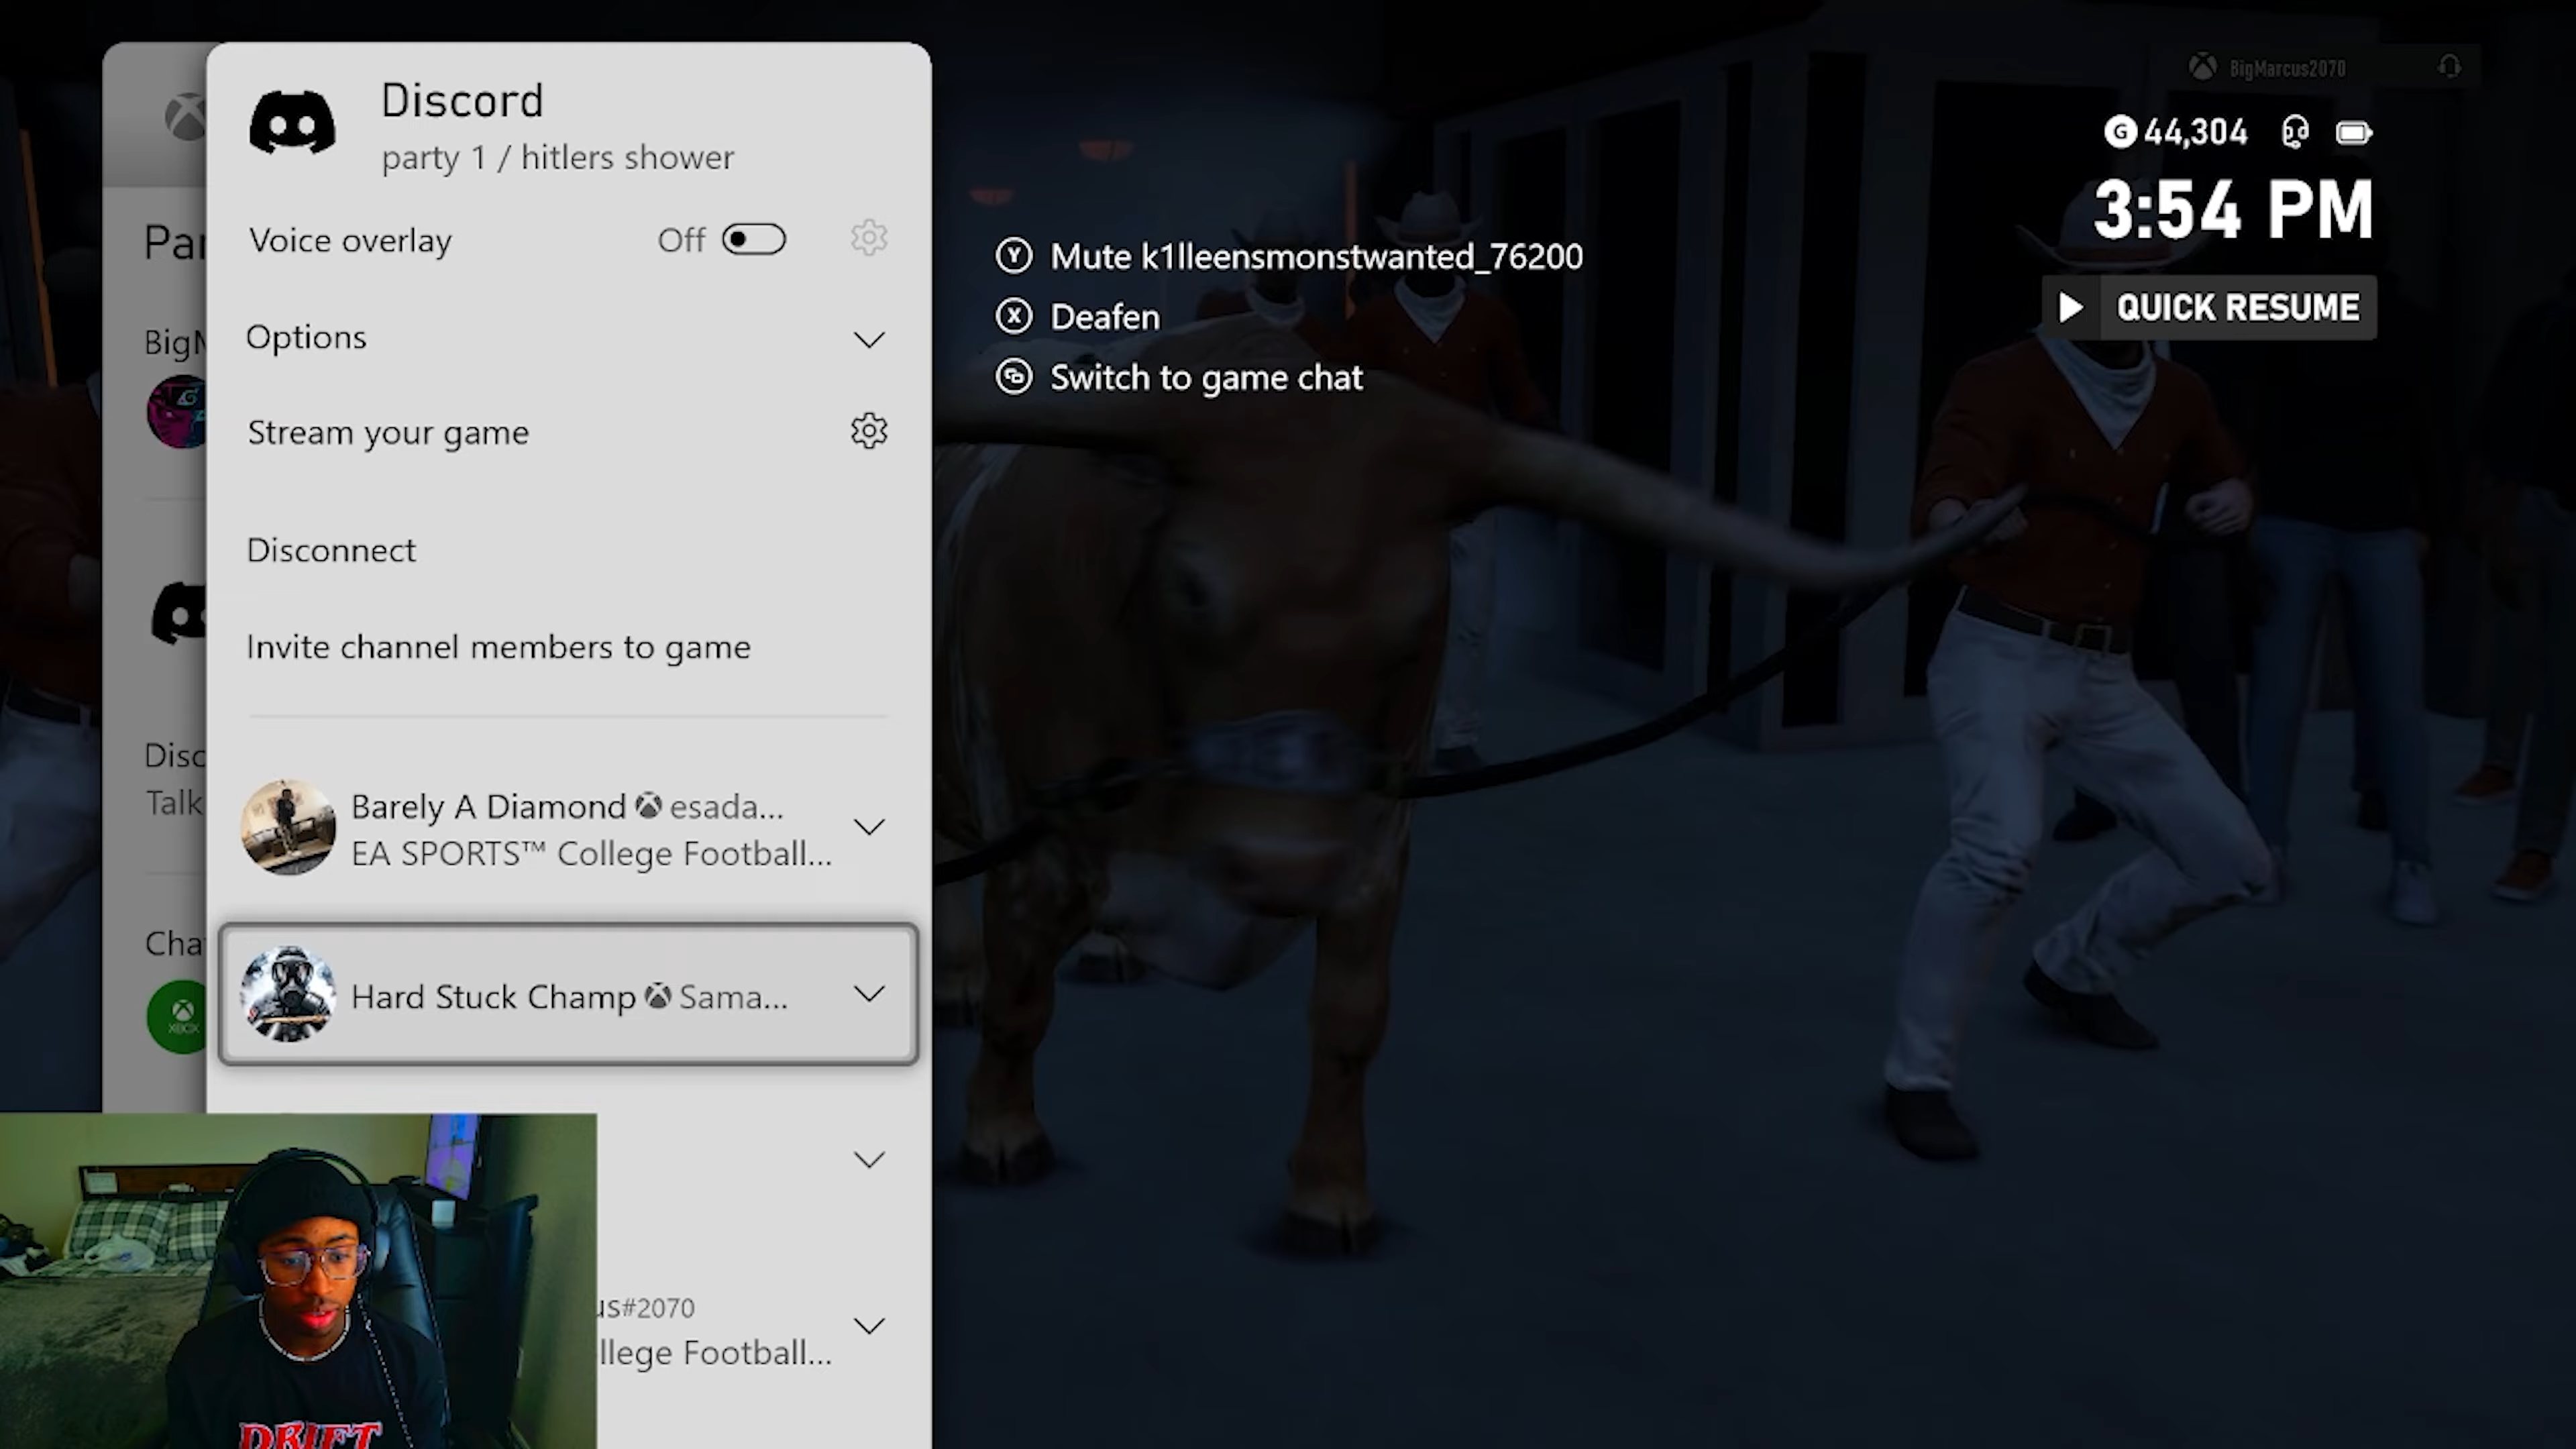 Discord
party 1 / hitlers shower
Voice overlay
Off
Options
Stream your game
Disconnect
Invite channel members to game
Barely A Diamond esada...
EA SPORTS™ College Football...
Hard Stuck Champ Sama...
us#2070
llege Football...
Par
BigM
Disc
Talk
Cha
XBOX
Y Mute k1lleensmonstwanted_76200
X Deafen
Switch to game chat
BigMarcus2070
G 44,304
3:54 PM
QUICK RESUME
DRIFT